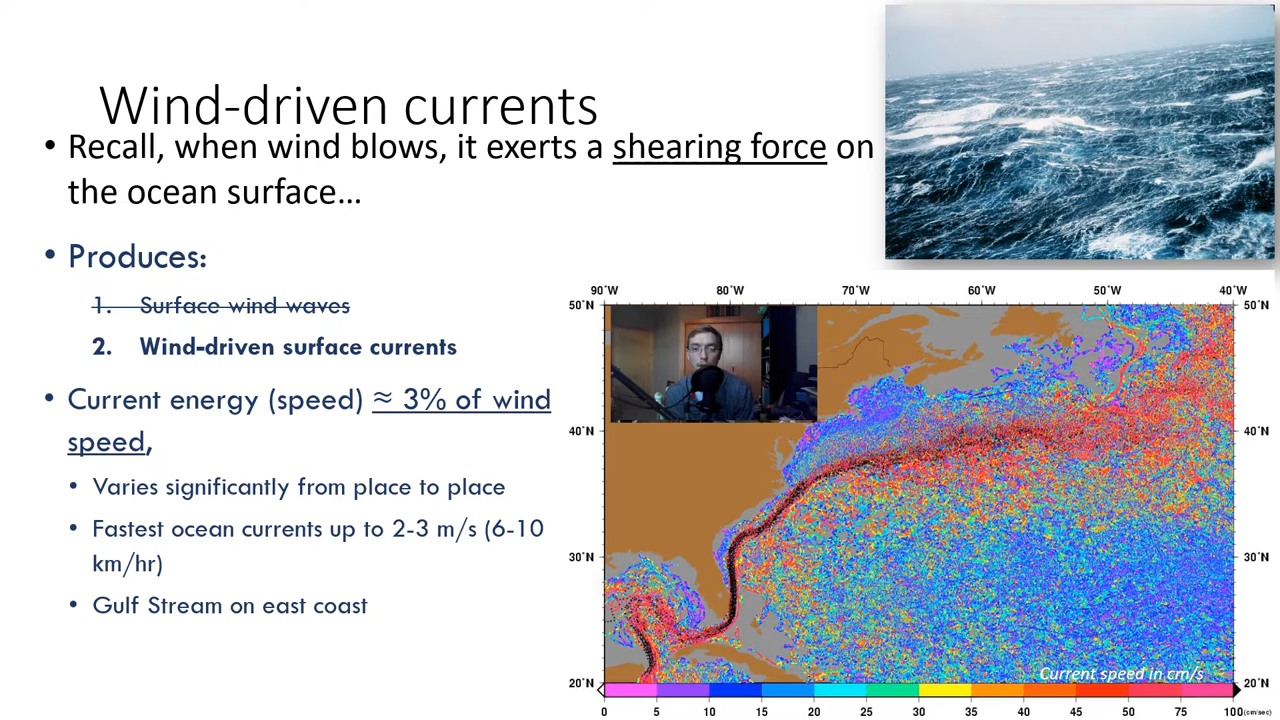 Wind-driven currents
• Recall, when wind blows, it exerts a shearing force on
the ocean surface…
• Produces:
1. Surface wind waves
2. Wind-driven surface currents
• Current energy (speed) ≈ 3% of wind
speed,
• Varies significantly from place to place
• Fastest ocean currents up to 2-3 m/s (6-10
km/hr)
• Gulf Stream on east coast
90°W 80°W 70°W 60°W 50°W 40°W
50°N 50°N
40°N 40°N
30°N 30°N
20°N 20°N
Current speed in cm/s
0 5 10 15 20 25 30 35 40 45 50 75 100 (cm/sec)